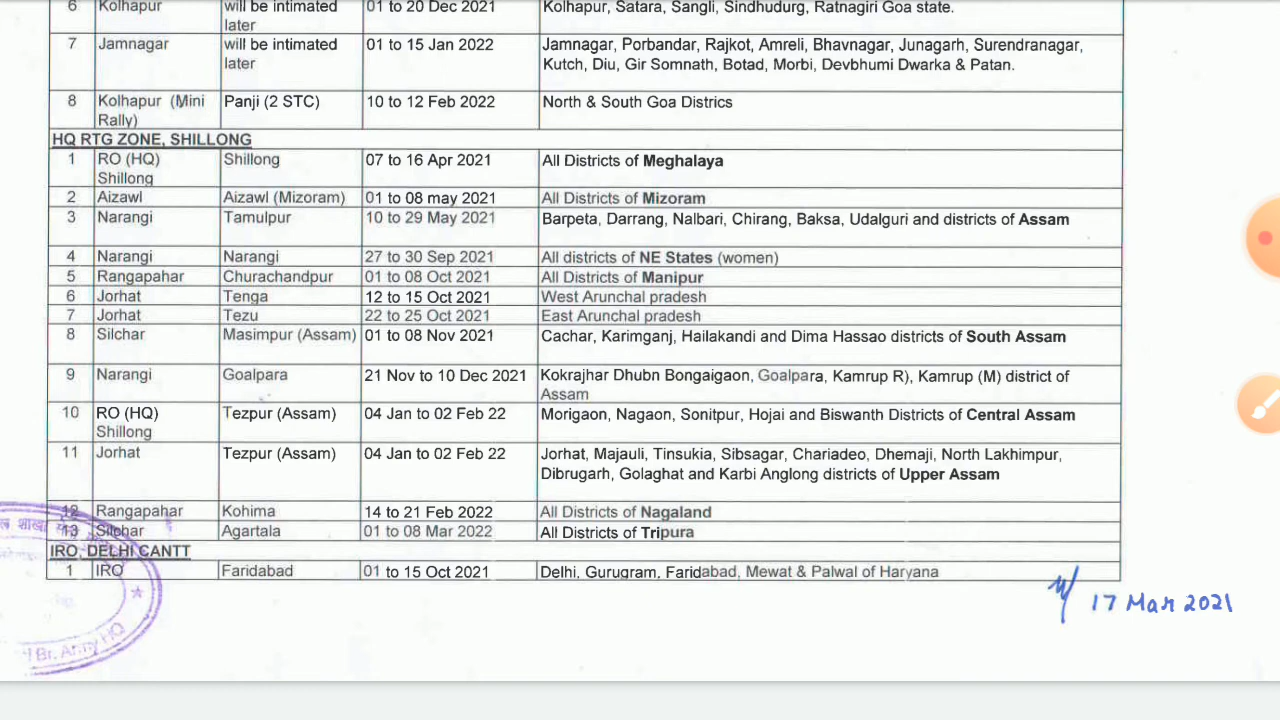 6 Kolhapur will be intimated later 01 to 20 Dec 2021 Kolhapur, Satara, Sangli, Sindhudurg, Ratnagiri Goa state.
7 Jamnagar will be intimated later 01 to 15 Jan 2022 Jamnagar, Porbandar, Rajkot, Amreli, Bhavnagar, Junagarh, Surendranagar,
Kutch, Diu, Gir Somnath, Botad, Morbi, Devbhumi Dwarka & Patan.
8 Kolhapur (Mini Rally) Panji (2 STC) 10 to 12 Feb 2022 North & South Goa Districs
HQ RTG ZONE, SHILLONG
1 RO (HQ) Shillong Shillong 07 to 16 Apr 2021 All Districts of Meghalaya
2 Aizawl Aizawl (Mizoram) 01 to 08 may 2021 All Districts of Mizoram
3 Narangi Tamulpur 10 to 29 May 2021 Barpeta, Darrang, Nalbari, Chirang, Baksa, Udalguri and districts of Assam
4 Narangi Narangi 27 to 30 Sep 2021 All districts of NE States (women)
5 Rangapahar Churachandpur 01 to 08 Oct 2021 All Districts of Manipur
6 Jorhat Tenga 12 to 15 Oct 2021 West Arunchal pradesh
7 Jorhat Tezu 22 to 25 Oct 2021 East Arunchal pradesh
8 Silchar Masimpur (Assam) 01 to 08 Nov 2021 Cachar, Karimganj, Hailakandi and Dima Hassao districts of South Assam
9 Narangi Goalpara 21 Nov to 10 Dec 2021 Kokrajhar Dhubn Bongaigaon, Goalpara, Kamrup R), Kamrup (M) district of
Assam
10 RO (HQ) Shillong Tezpur (Assam) 04 Jan to 02 Feb 22 Morigaon, Nagaon, Sonitpur, Hojai and Biswanth Districts of Central Assam
11 Jorhat Tezpur (Assam) 04 Jan to 02 Feb 22 Jorhat, Majauli, Tinsukia, Sibsagar, Chariadeo, Dhemaji, North Lakhimpur,
Dibrugarh, Golaghat and Karbi Anglong districts of Upper Assam
12 Rangapahar Kohima 14 to 21 Feb 2022 All Districts of Nagaland
13 Silchar Agartala 01 to 08 Mar 2022 All Districts of Tripura
IRO, DELHI CANTT
1 IRO Faridabad 01 to 15 Oct 2021 Delhi, Gurugram, Faridabad, Mewat & Palwal of Haryana
17 Mar 2021
Br. Army HQ